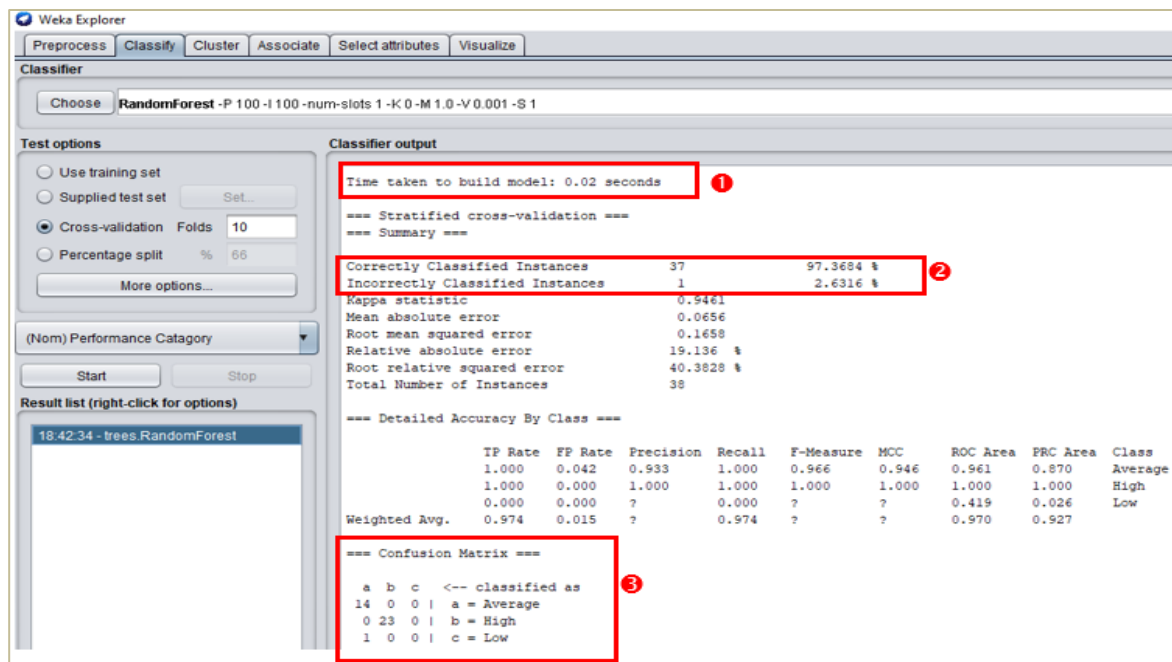 Weka Explorer
Preprocess Classify Cluster Associate Select attributes Visualize
Classifier
Choose RandomForest -P 100 -I 100 -num-slots 1 -K 0 -M 1.0 -V 0.001 -S 1
Test options
Use training set
Supplied test set Set...
Cross-validation Folds 10
Percentage split % 66
More options...
(Nom) Performance Catagory
Start Stop
Result list (right-click for options)
18:42:34 - trees.RandomForest
Classifier output
Time taken to build model: 0.02 seconds
1
=== Stratified cross-validation ===
=== Summary ===
Correctly Classified Instances 37 97.3684 %
Incorrectly Classified Instances 1 2.6316 %
2
Kappa statistic 0.9461
Mean absolute error 0.0656
Root mean squared error 0.1658
Relative absolute error 19.136 %
Root relative squared error 40.3828 %
Total Number of Instances 38
=== Detailed Accuracy By Class ===
TP Rate FP Rate Precision Recall F-Measure MCC ROC Area PRC Area Class
1.000 0.042 0.933 1.000 0.966 0.946 0.961 0.870 Average
1.000 0.000 1.000 1.000 1.000 1.000 1.000 1.000 High
0.000 0.000 ? 0.000 ? ? 0.419 0.026 Low
Weighted Avg. 0.974 0.015 ? 0.974 ? ? 0.970 0.927
=== Confusion Matrix ===
3
a b c <-- classified as
14 0 0 | a = Average
0 23 0 | b = High
1 0 0 | c = Low